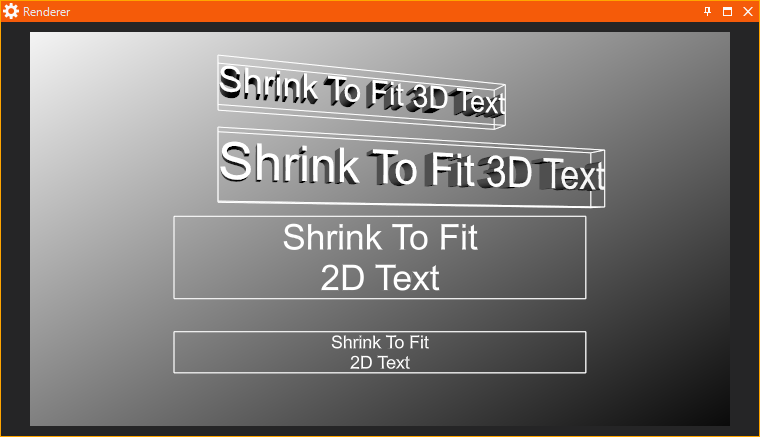 Renderer
Shrink To Fit 3D Text
Shrink To Fit 3D Text
Shrink To Fit
2D Text
Shrink To Fit
2D Text